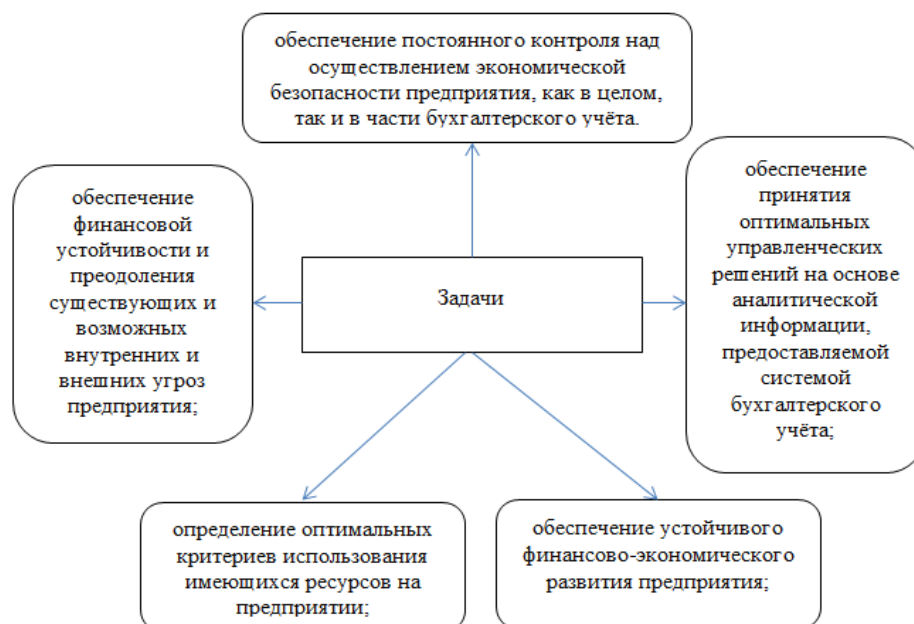 обеспечение постоянного контроля над
осуществлением экономической
безопасности предприятия, как в целом,
так и в части бухгалтерского учёта.
обеспечение
финансовой
устойчивости и
преодоления
существующих и
возможных
внутренних и
внешних угроз
предприятия;
Задачи
обеспечение
принятия
оптимальных
управленческих
решений на основе
аналитической
информации,
предоставляемой
системой
бухгалтерского
учёта;
определение оптимальных
критериев использования
имеющихся ресурсов на
предприятии;
обеспечение устойчивого
финансово-экономического
развития предприятия;